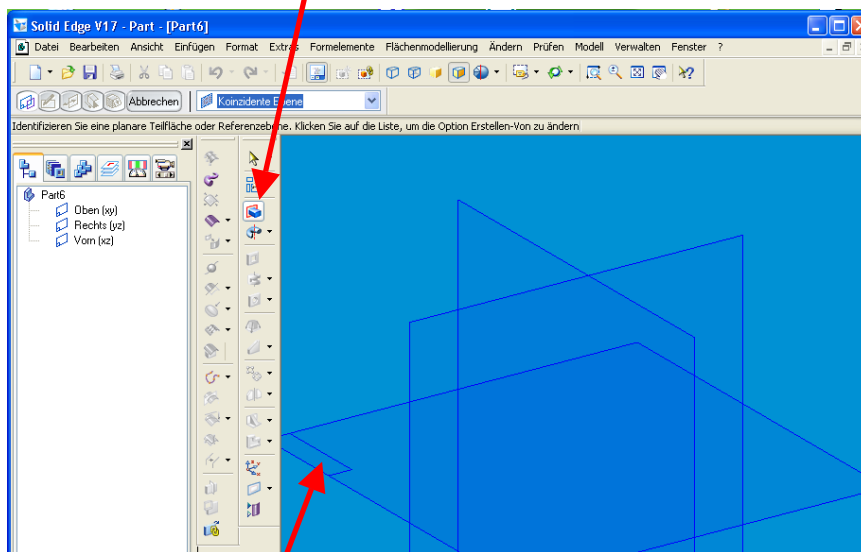 Solid Edge V17 - Part - [Part6]
Datei Bearbeiten Ansicht Einfügen Format Extras Formelemente Flächenmodellierung Ändern Prüfen Modell Verwalten Fenster ?
Abbrechen Koinzidente Ebene
Identifizieren Sie eine planare Teilfläche oder Referenzebene. Klicken Sie auf die Liste, um die Option Erstellen-Von zu ändern
Part6
Oben (xy)
Rechts (yz)
Vorn (xz)